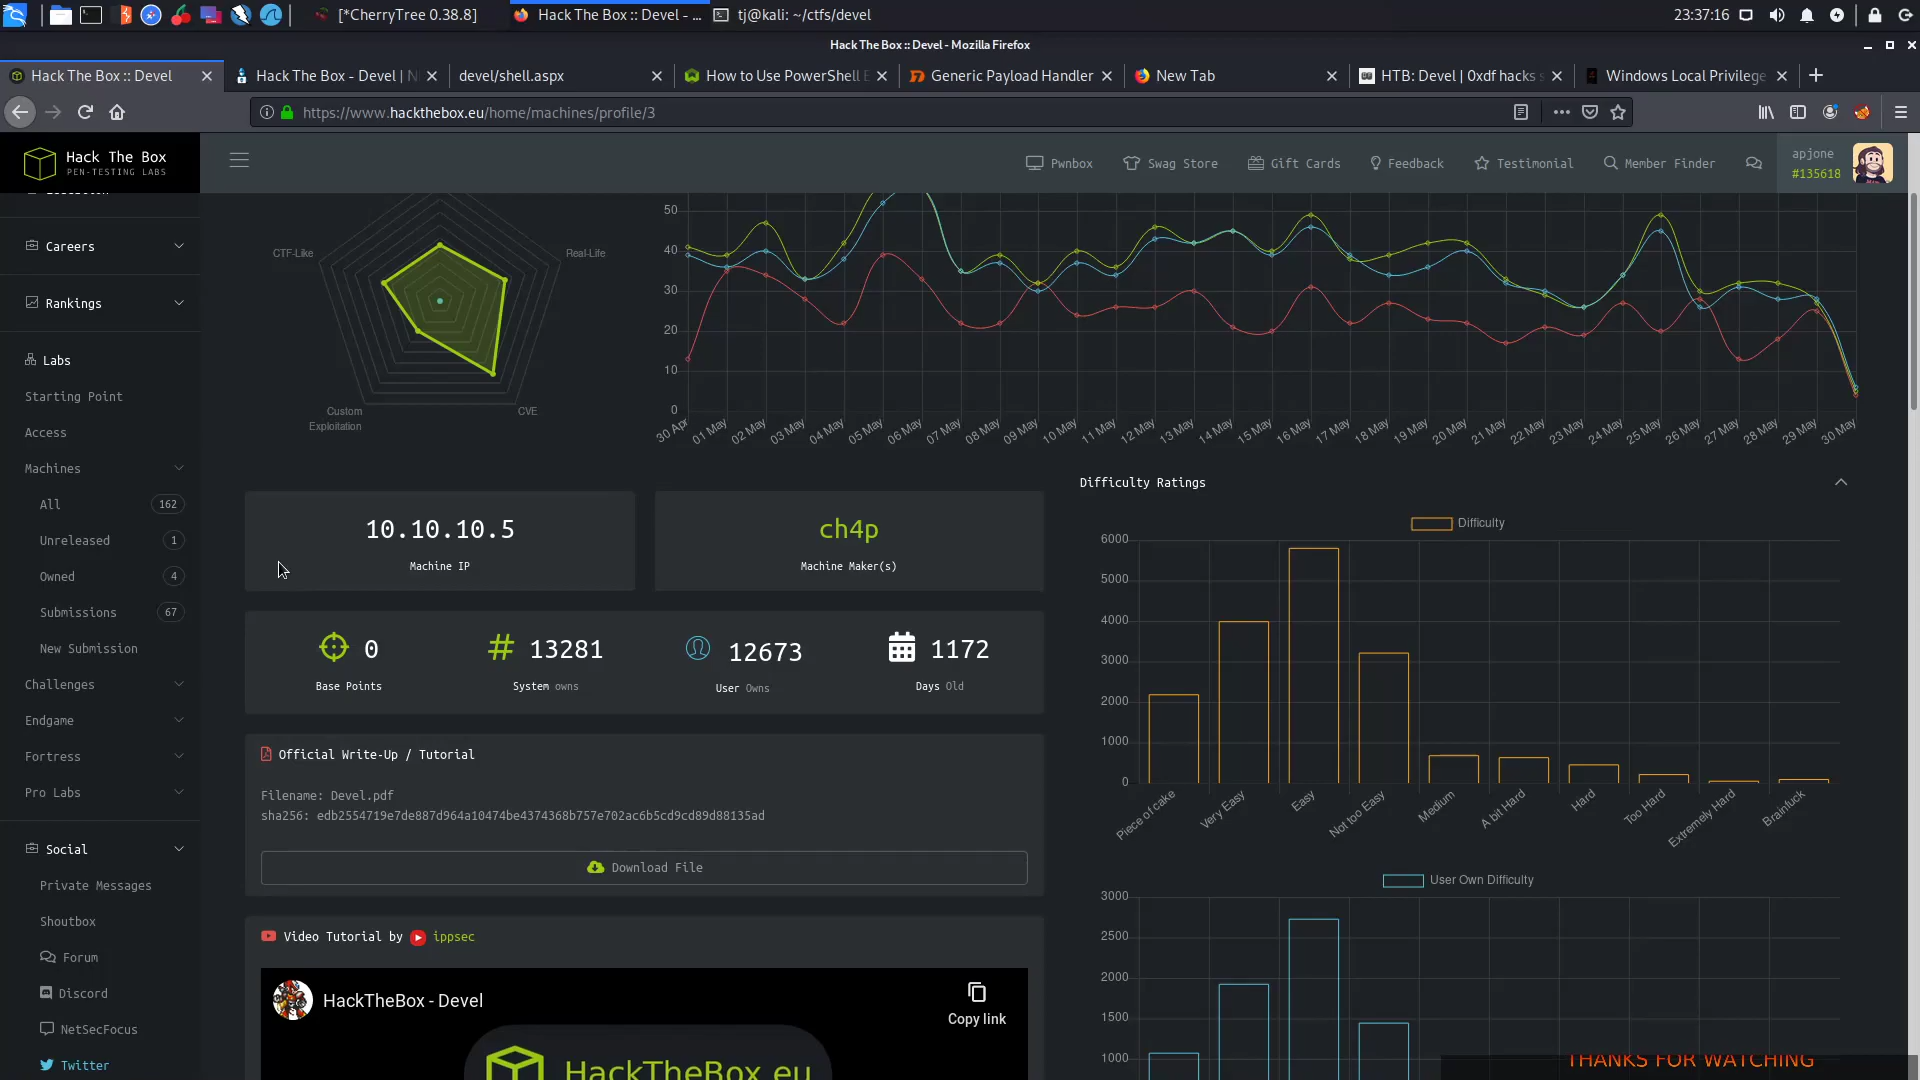 [*CherryTree 0.38.8]
Hack The Box :: Devel - ...
tj@kali: ~/ctfs/devel
23:37:16
Hack The Box :: Devel - Mozilla Firefox
Hack The Box :: Devel
Hack The Box - Devel | N
devel/shell.aspx
How to Use PowerShell E
Generic Payload Handler
New Tab
HTB: Devel | 0xdf hacks s
Windows Local Privilege
https://www.hackthebox.eu/home/machines/profile/3
Hack The Box
PEN-TESTING LABS
Pwnbox
Swag Store
Gift Cards
Feedback
Testimonial
Member Finder
apjone
#135618
Careers
Rankings
Labs
Starting Point
Access
Machines
All 162
Unreleased 1
Owned 4
Submissions 67
New Submission
Challenges
Endgame
Fortress
Pro Labs
Social
Private Messages
Shoutbox
Forum
Discord
NetSecFocus
Twitter
CTF-Like
Real-Life
Custom
Exploitation
CVE
50
40
30
20
10
0
30 Apr 01 May 02 May 03 May 04 May 05 May 06 May 07 May 08 May 09 May 10 May 11 May 12 May 13 May 14 May 15 May 16 May 17 May 18 May 19 May 20 May 21 May 22 May 23 May 24 May 25 May 26 May 27 May 28 May 29 May 30 May
10.10.10.5
Machine IP
ch4p
Machine Maker(s)
0
Base Points
13281
System owns
12673
User Owns
1172
Days Old
Official Write-Up / Tutorial
Filename: Devel.pdf
sha256: edb2554719e7de887d964a10474be4374368b757e702ac6b5cd9cd89d88135ad
Download File
Video Tutorial by ippsec
HackTheBox - Devel
Copy link
HackTheBox.eu
Difficulty Ratings
Difficulty
6000
5000
4000
3000
2000
1000
0
Piece of cake
Very Easy
Easy
Not too Easy
Medium
A bit Hard
Hard
Too Hard
Extremely Hard
Brainfuck
User Own Difficulty
3000
2500
2000
1500
1000
THANKS FOR WATCHING